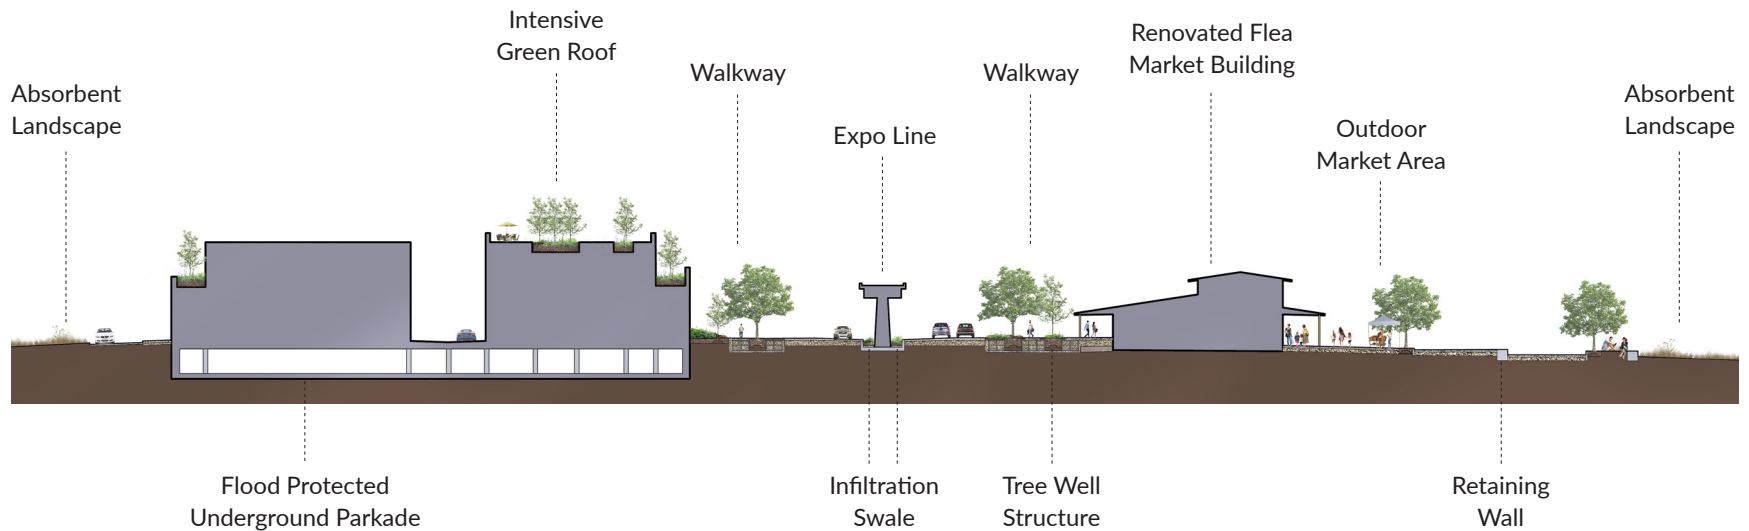 Absorbent
Landscape
Intensive
Green Roof
Walkway
Expo Line
Walkway
Renovated Flea
Market Building
Outdoor
Market Area
Absorbent
Landscape
Flood Protected
Underground Parkade
Infiltration
Swale
Tree Well
Structure
Retaining
Wall